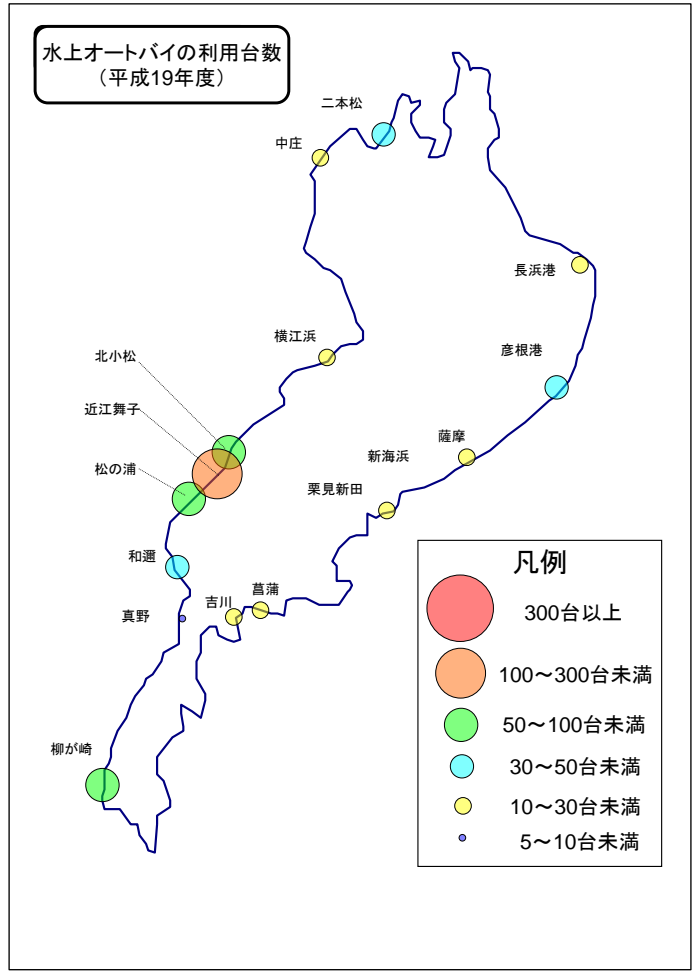 水上オートバイの利用台数
（平成19年度）
二本松
中庄
長浜港
横江浜
彦根港
北小松
近江舞子
薩摩
新海浜
松の浦
栗見新田
和邇
菖蒲
吉川
真野
柳が崎
凡例
300台以上
100～300台未満
50～100台未満
30～50台未満
10～30台未満
5～10台未満